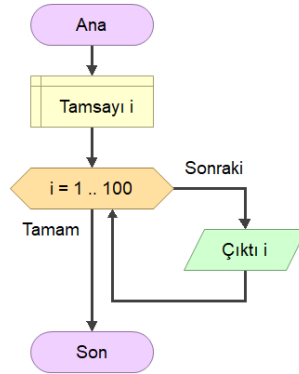 Ana
Tamsayı i
i = 1 .. 100
Sonraki
Tamam
Çıktı i
Son